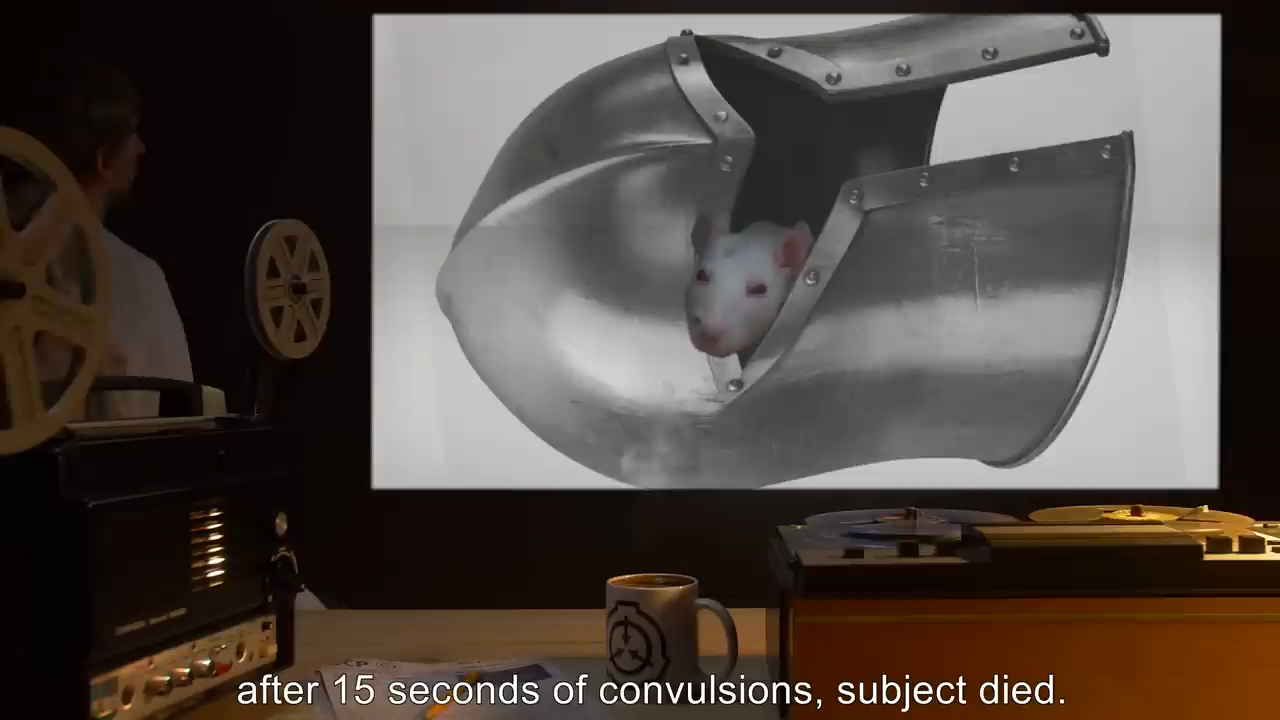 after 15 seconds of convulsions, subject died.